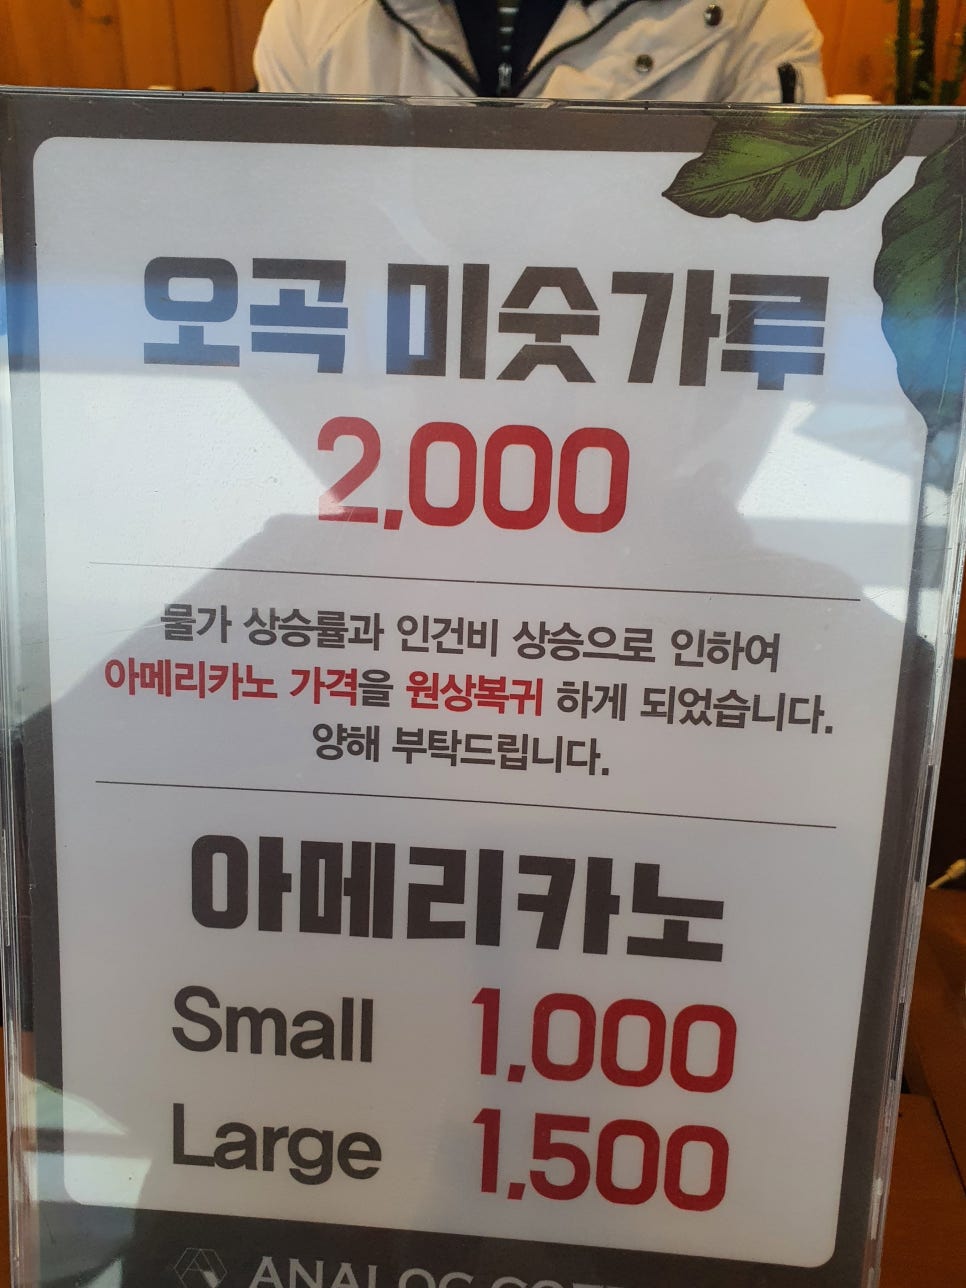 오곡 미숫가루
2,000
물가 상승률과 인건비 상승으로 인하여
아메리카노 가격을 원상복귀 하게 되었습니다.
양해 부탁드립니다.
아메리카노
Small 1,000
Large 1,500
ANALOG